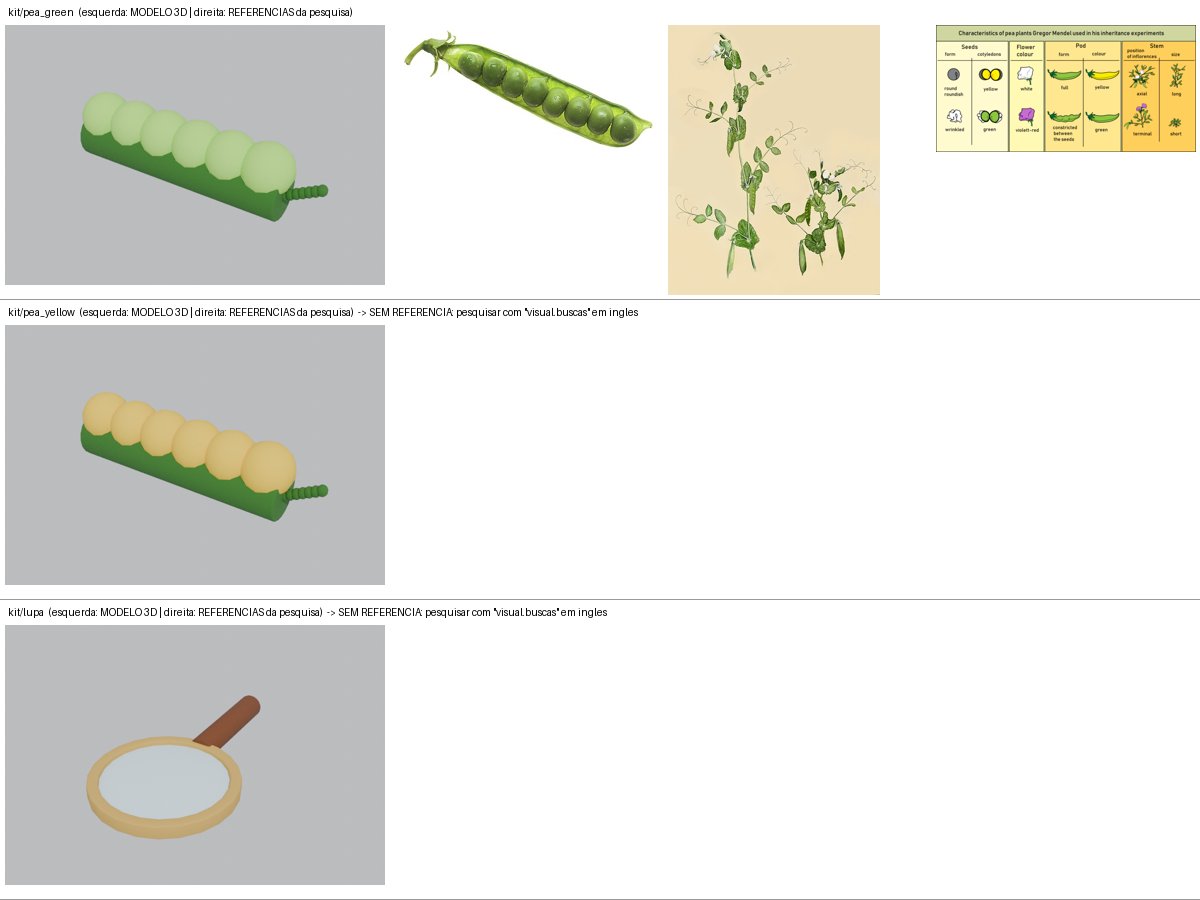 kit/pea_green (esquerda: MODELO 3D | direita: REFERENCIAS da pesquisa)
Characteristics of pea plants Gregor Mendel used in his inheritance experiments
Seeds
form
cotyledons
Flower
colour
Pod
form
colour
Stem
position
of inflorences
size
round
roundish
yellow
white
full
yellow
axial
long
wrinkled
green
violett-red
constricted
between
the seeds
green
terminal
short
kit/pea_yellow (esquerda: MODELO 3D | direita: REFERENCIAS da pesquisa) -> SEM REFERENCIA: pesquisar com "visual.buscas" em ingles
kit/lupa (esquerda: MODELO 3D | direita: REFERENCIAS da pesquisa) -> SEM REFERENCIA: pesquisar com "visual.buscas" em ingles